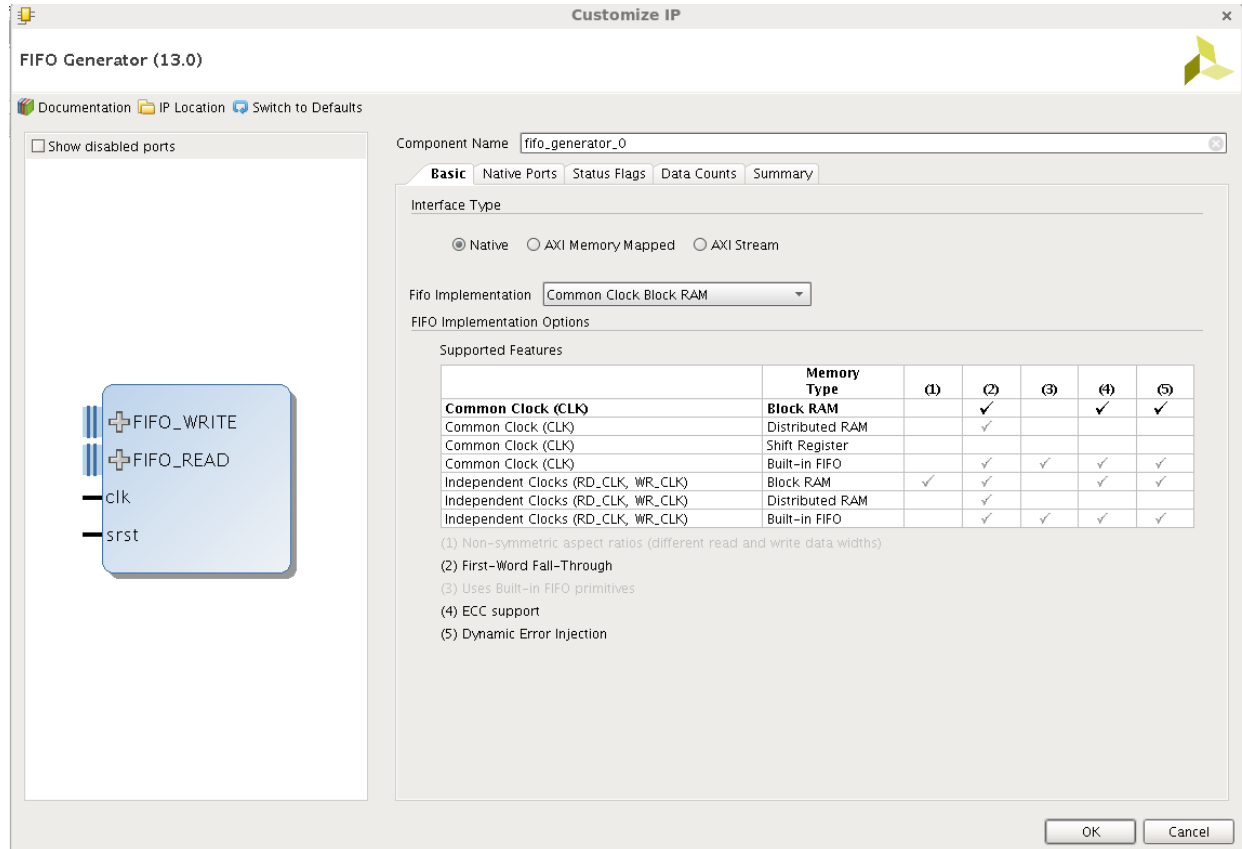 Customize IP
FIFO Generator (13.0)
Documentation IP Location Switch to Defaults
Show disabled ports
FIFO_WRITE
FIFO_READ
clk
srst
Component Name fifo_generator_0
Basic Native Ports Status Flags Data Counts Summary
Interface Type
Native AXI Memory Mapped AXI Stream
Fifo Implementation Common Clock Block RAM
FIFO Implementation Options
Supported Features
Memory
Type (1) (2) (3) (4) (5)
Common Clock (CLK) Block RAM ✓ ✓ ✓
Common Clock (CLK) Distributed RAM ✓
Common Clock (CLK) Shift Register
Common Clock (CLK) Built-in FIFO ✓ ✓ ✓ ✓
Independent Clocks (RD_CLK, WR_CLK) Block RAM ✓ ✓ ✓ ✓
Independent Clocks (RD_CLK, WR_CLK) Distributed RAM ✓
Independent Clocks (RD_CLK, WR_CLK) Built-in FIFO ✓ ✓ ✓ ✓
(1) Non-symmetric aspect ratios (different read and write data widths)
(2) First-Word Fall-Through
(3) Uses Built-in FIFO primitives
(4) ECC support
(5) Dynamic Error Injection
OK Cancel